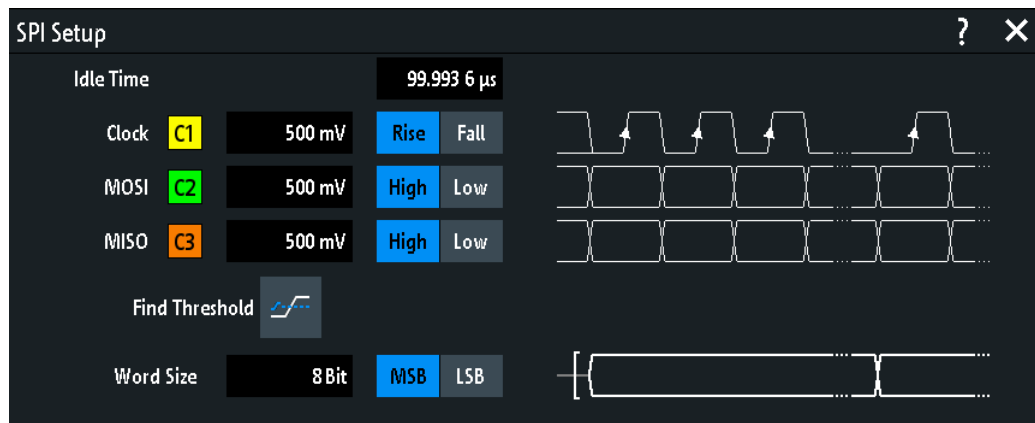 SPI Setup ? ✕
Idle Time 99.993 6 µs
Clock C1 500 mV Rise Fall
MOSI C2 500 mV High Low
MISO C3 500 mV High Low
Find Threshold
Word Size 8 Bit MSB LSB